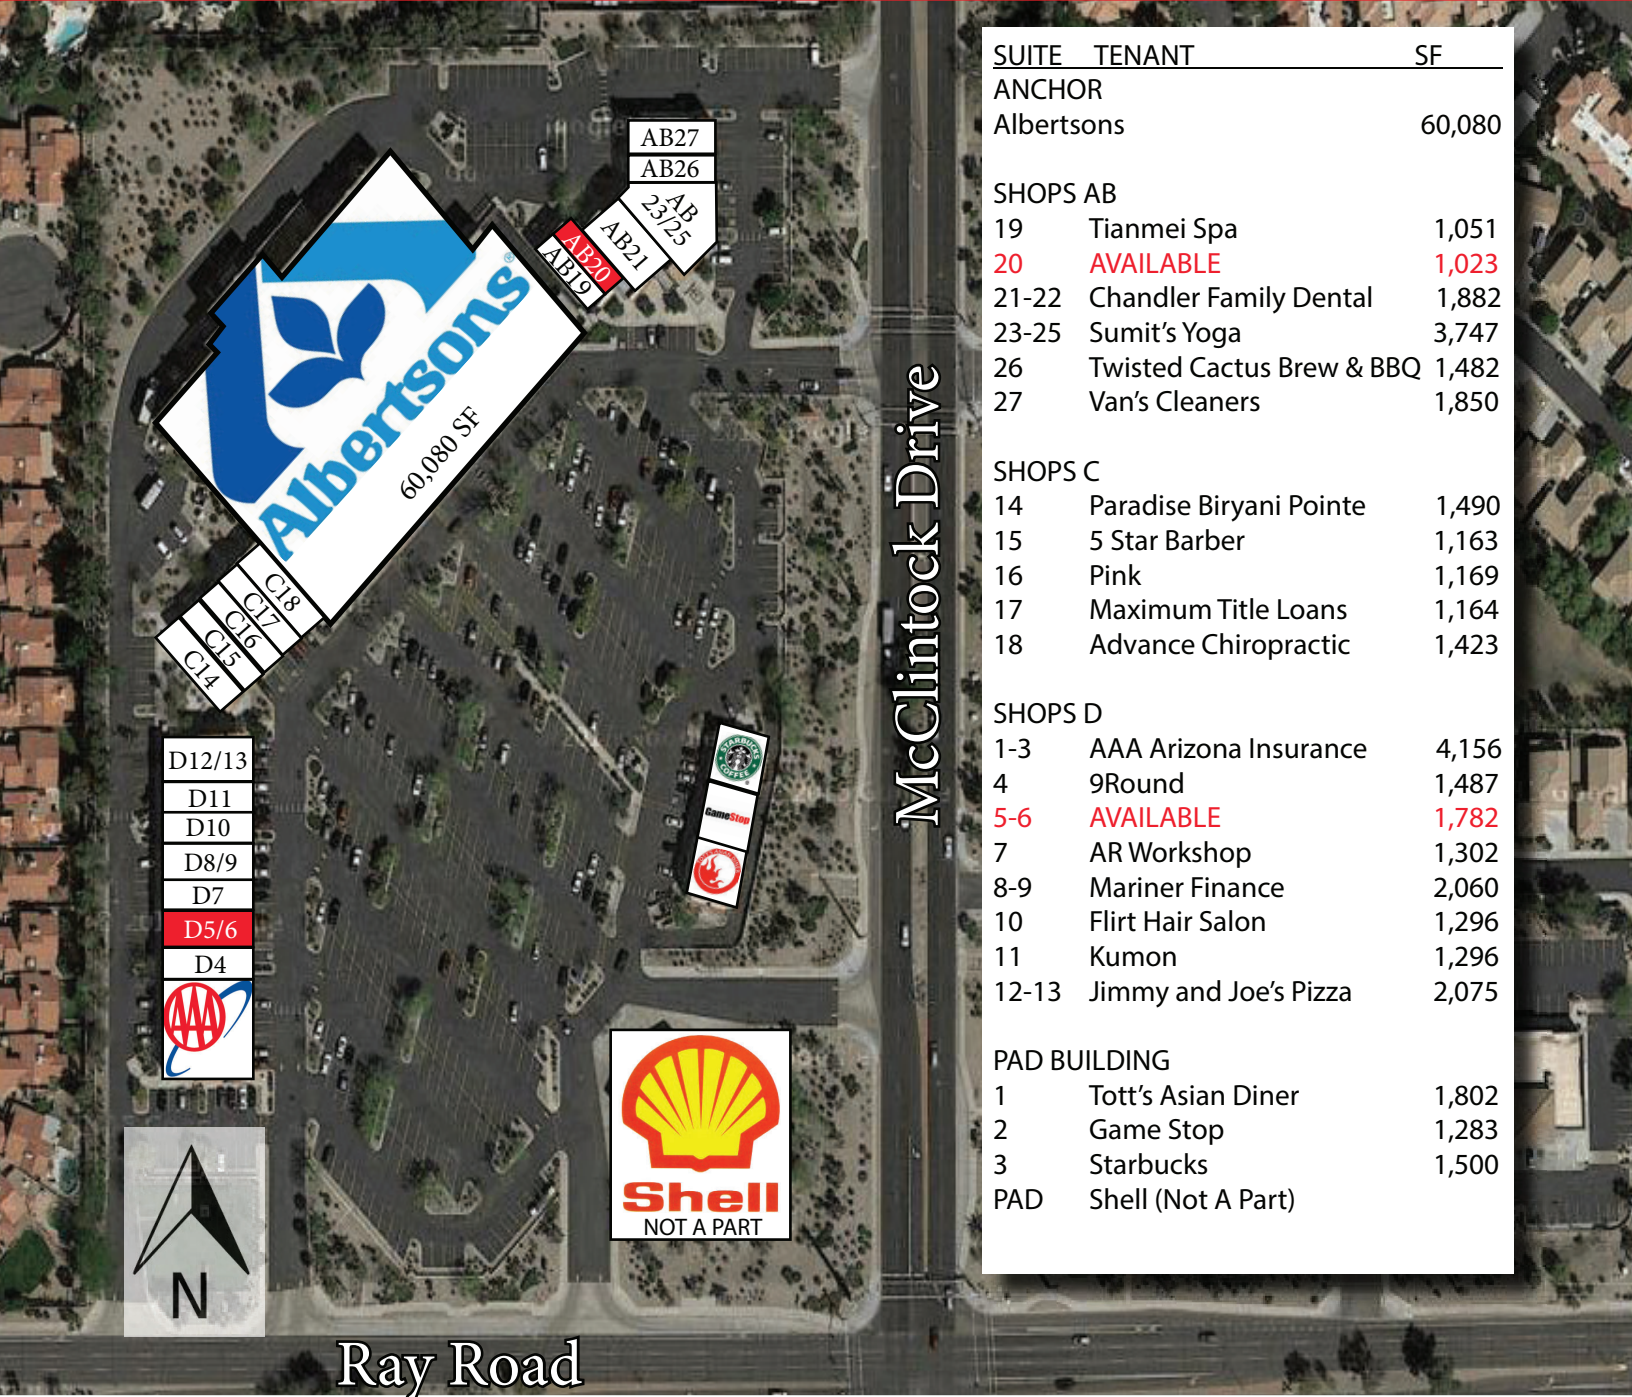 SUITE TENANT SF
ANCHOR
Albertsons 60,080
SHOPS AB
19 Tianmei Spa 1,051
20 AVAILABLE 1,023
21-22 Chandler Family Dental 1,882
23-25 Sumit's Yoga 3,747
26 Twisted Cactus Brew & BBQ 1,482
27 Van's Cleaners 1,850
SHOPS C
14 Paradise Biryani Pointe 1,490
15 5 Star Barber 1,163
16 Pink 1,169
17 Maximum Title Loans 1,164
18 Advance Chiropractic 1,423
SHOPS D
1-3 AAA Arizona Insurance 4,156
4 9Round 1,487
5-6 AVAILABLE 1,782
7 AR Workshop 1,302
8-9 Mariner Finance 2,060
10 Flirt Hair Salon 1,296
11 Kumon 1,296
12-13 Jimmy and Joe's Pizza 2,075
PAD BUILDING
1 Tott's Asian Diner 1,802
2 Game Stop 1,283
3 Starbucks 1,500
PAD Shell (Not A Part)
AB27
AB26
AB
23/25
AB21
AB20
AB19
Albertsons®
60,080 SF
C18
C17
C16
C15
C14
D12/13
D11
D10
D8/9
D7
D5/6
D4
AAA
STARBUCKS
COFFEE
GameStop
McClintock Drive
Shell
NOT A PART
N
Ray Road